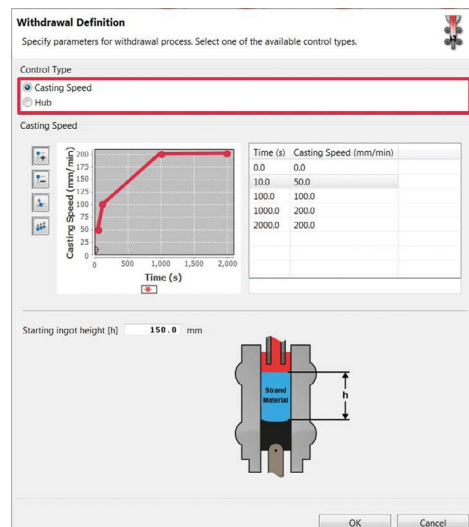 Withdrawal Definition
Specify parameters for withdrawal process. Select one of the available control types.
Control Type
Casting Speed
Hub
Casting Speed
Casting Speed (mm/min)
200
175
150
125
100
75
50
25
0
0 500 1,000 1,500 2,000
Time (s)
Time (s) Casting Speed (mm/min)
0.0 0.0
10.0 50.0
100.0 100.0
1000.0 200.0
2000.0 200.0
Starting ingot height [h] 150.0 mm
Strand
Material
h
OK Cancel